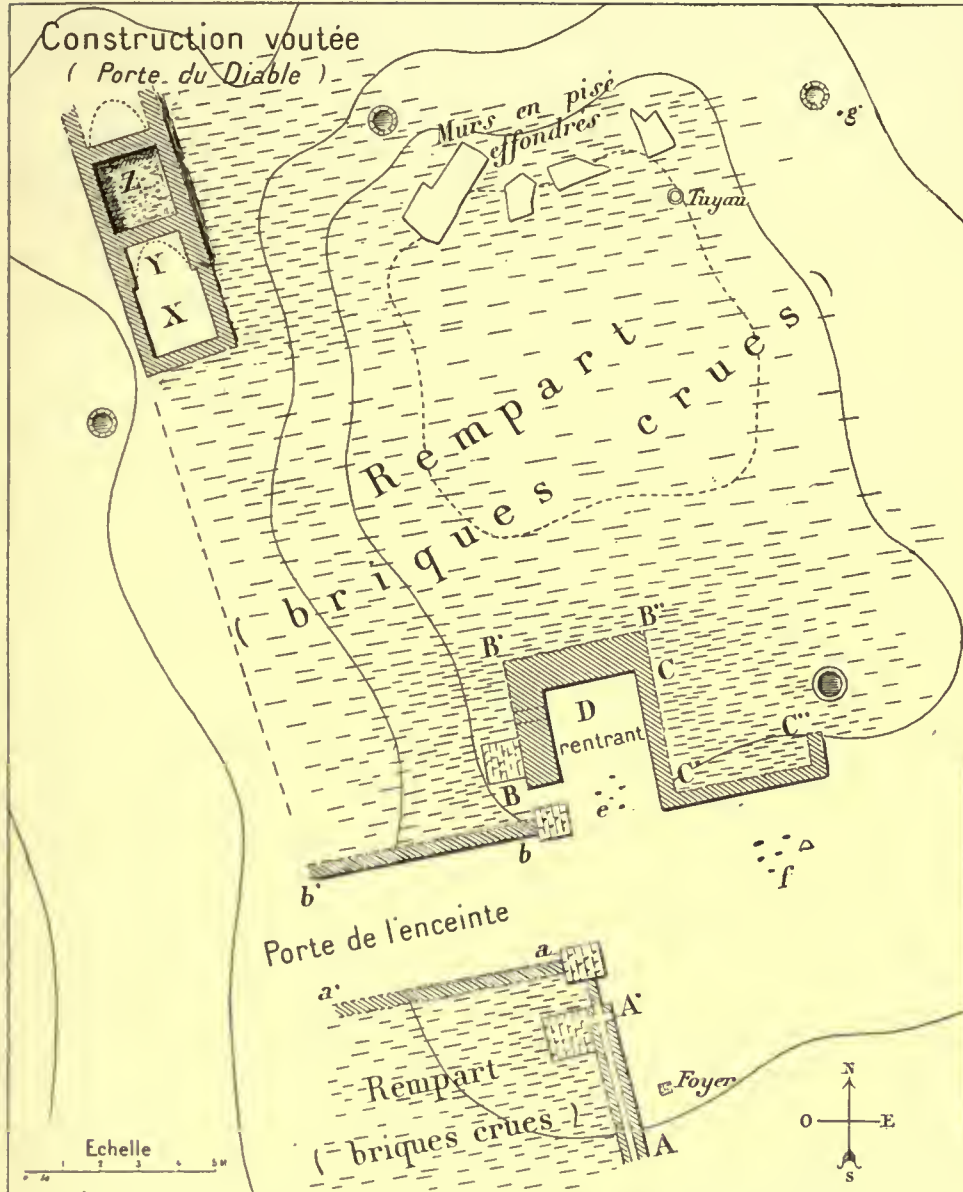 Construction voutée
( Porte du Diable )
Murs en pisé
effondres
g
Z
Tuyau
Y
X
Rempart
( briques crues )
B' B"
C
D
rentrant
C' C"
B
e
b
f
b'
Porte de l'enceinte
a
a'
A'
Rempart
( briques crues )
Foyer
A
N
O E
S
Echelle
1 2 3 4 5 M